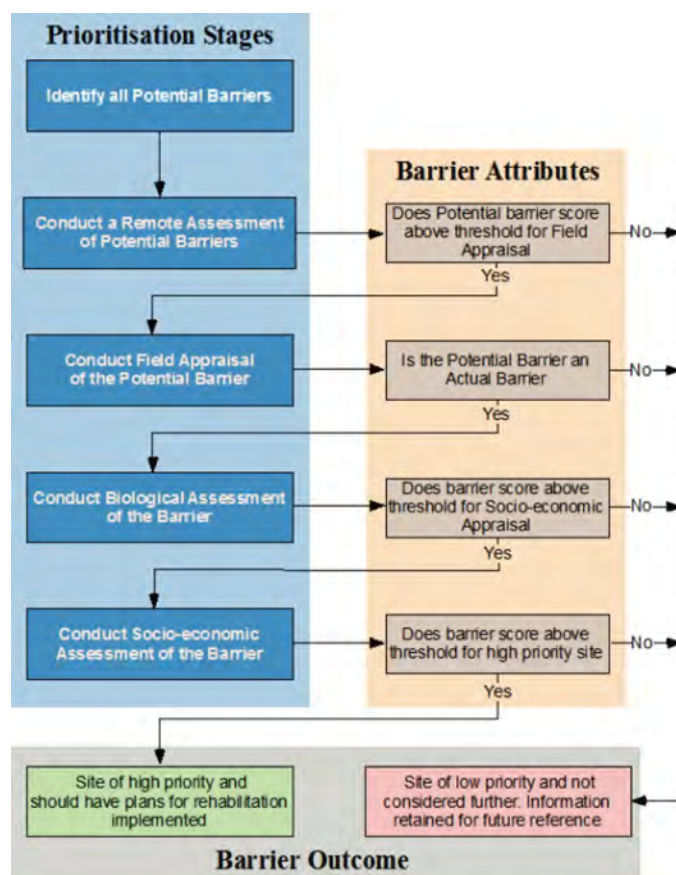 Prioritisation Stages
Identify all Potential Barriers
Barrier Attributes
Conduct a Remote Assessment
of Potential Barriers
Does Potential barrier score
above threshold for Field
Appraisal
No
Yes
Conduct Field Appraisal
of the Potential Barrier
Is the Potential Barrier an
Actual Barrier
No
Yes
Conduct Biological Assessment
of the Barrier
Does barrier score above
threshold for Socio-economic
Appraisal
No
Yes
Conduct Socio-economic
Assessment of the Barrier
Does barrier score above
threshold for high priority site
No
Yes
Site of high priority and
should have plans for rehabilitation
implemented
Site of low priority and not
considered further. Information
retained for future reference
Barrier Outcome